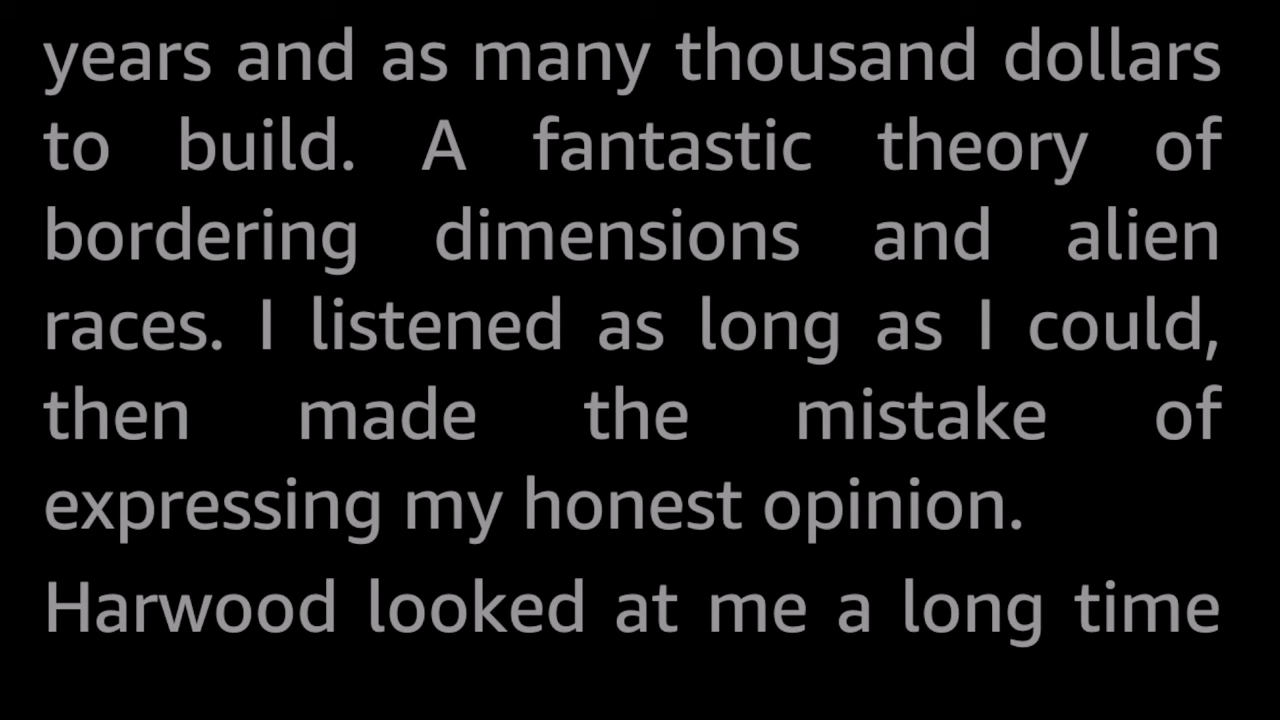 years and as many thousand dollars
to build. A fantastic theory of
bordering dimensions and alien
races. I listened as long as I could,
then made the mistake of
expressing my honest opinion.
Harwood looked at me a long time